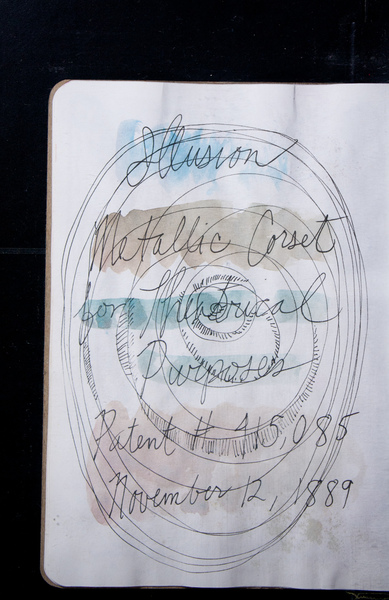 Illusion
Metallic Corset
for Theatrical
Purposes
Patent # 415,085
November 12, 1889